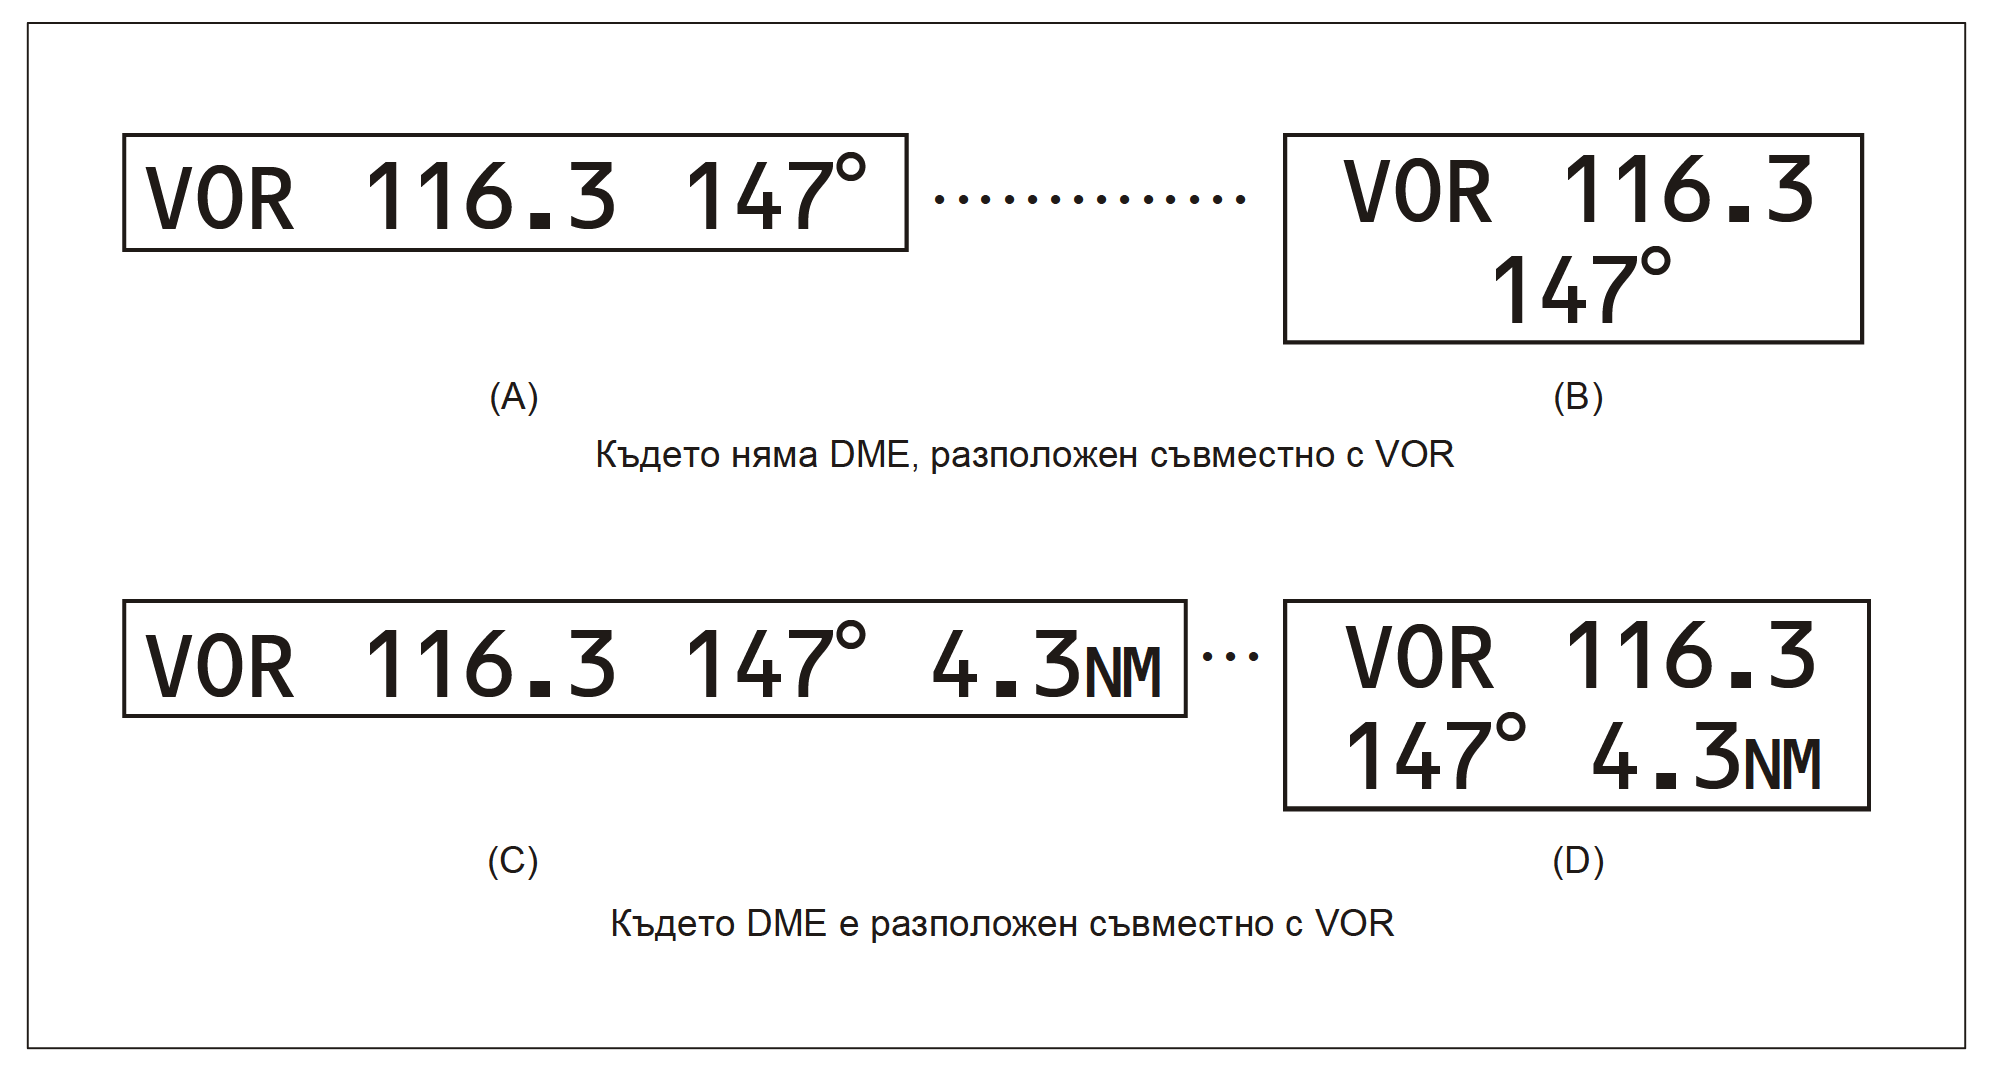 VOR 116.3 147°
VOR 116.3
147°
(A)
(B)
Където няма DME, разположен съвместно с VOR
VOR 116.3 147° 4.3NM
VOR 116.3
147° 4.3NM
(C)
(D)
Където DME е разположен съвместно с VOR